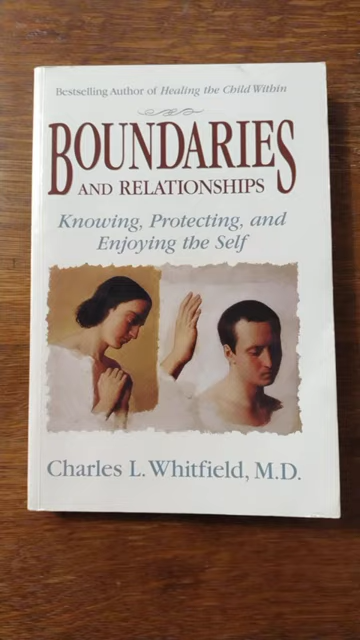 Bestselling Author of Healing the Child Within
BOUNDARIES
AND RELATIONSHIPS
Knowing, Protecting, and
Enjoying the Self
Charles L. Whitfield, M.D.